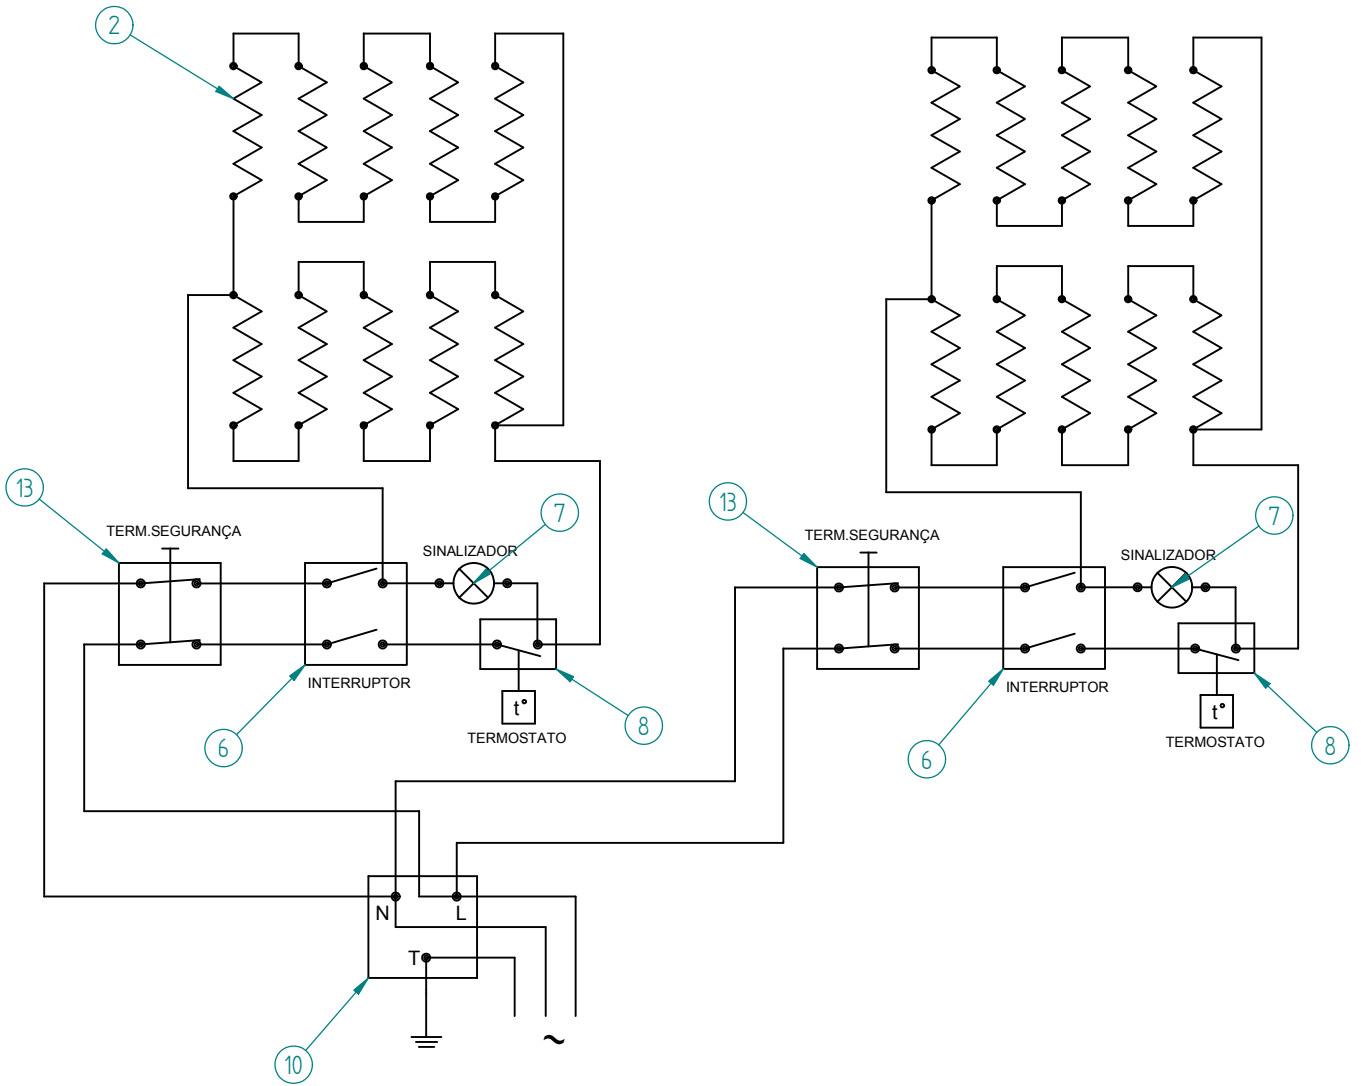 2
13
TERM.SEGURANÇA
7
SINALIZADOR
INTERRUPTOR
6
t°
TERMOSTATO
8
13
TERM.SEGURANÇA
7
SINALIZADOR
INTERRUPTOR
6
t°
TERMOSTATO
8
N
L
T
10
~